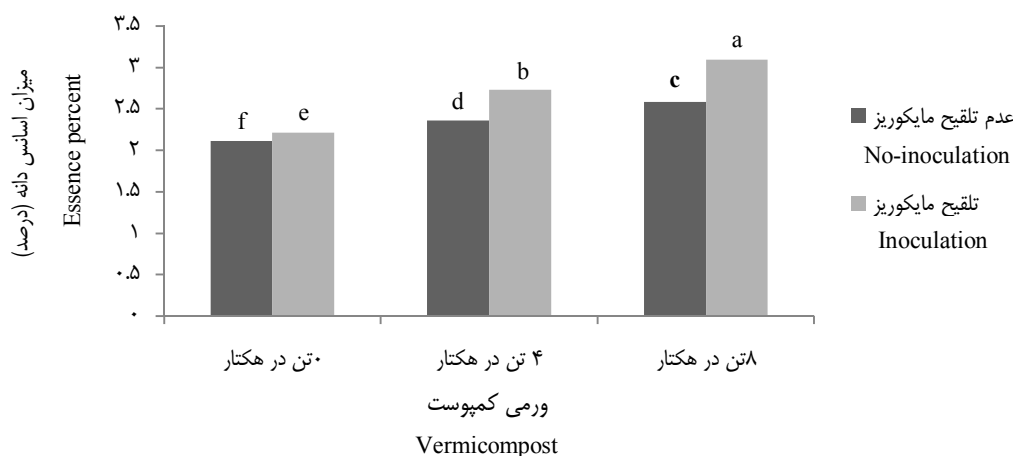 میزان اسانس دانه (درصد)
Essence percent
۳.۵
۳
۲.۵
۲
۱.۵
۱
۰.۵
۰
f
e
d
b
c
a
۰تن در هکتار
۴ تن در هکتار
۸تن در هکتار
ورمی کمپوست
Vermicompost
عدم تلقیح مایکوریز
No-inoculation
تلقیح مایکوریز
Inoculation